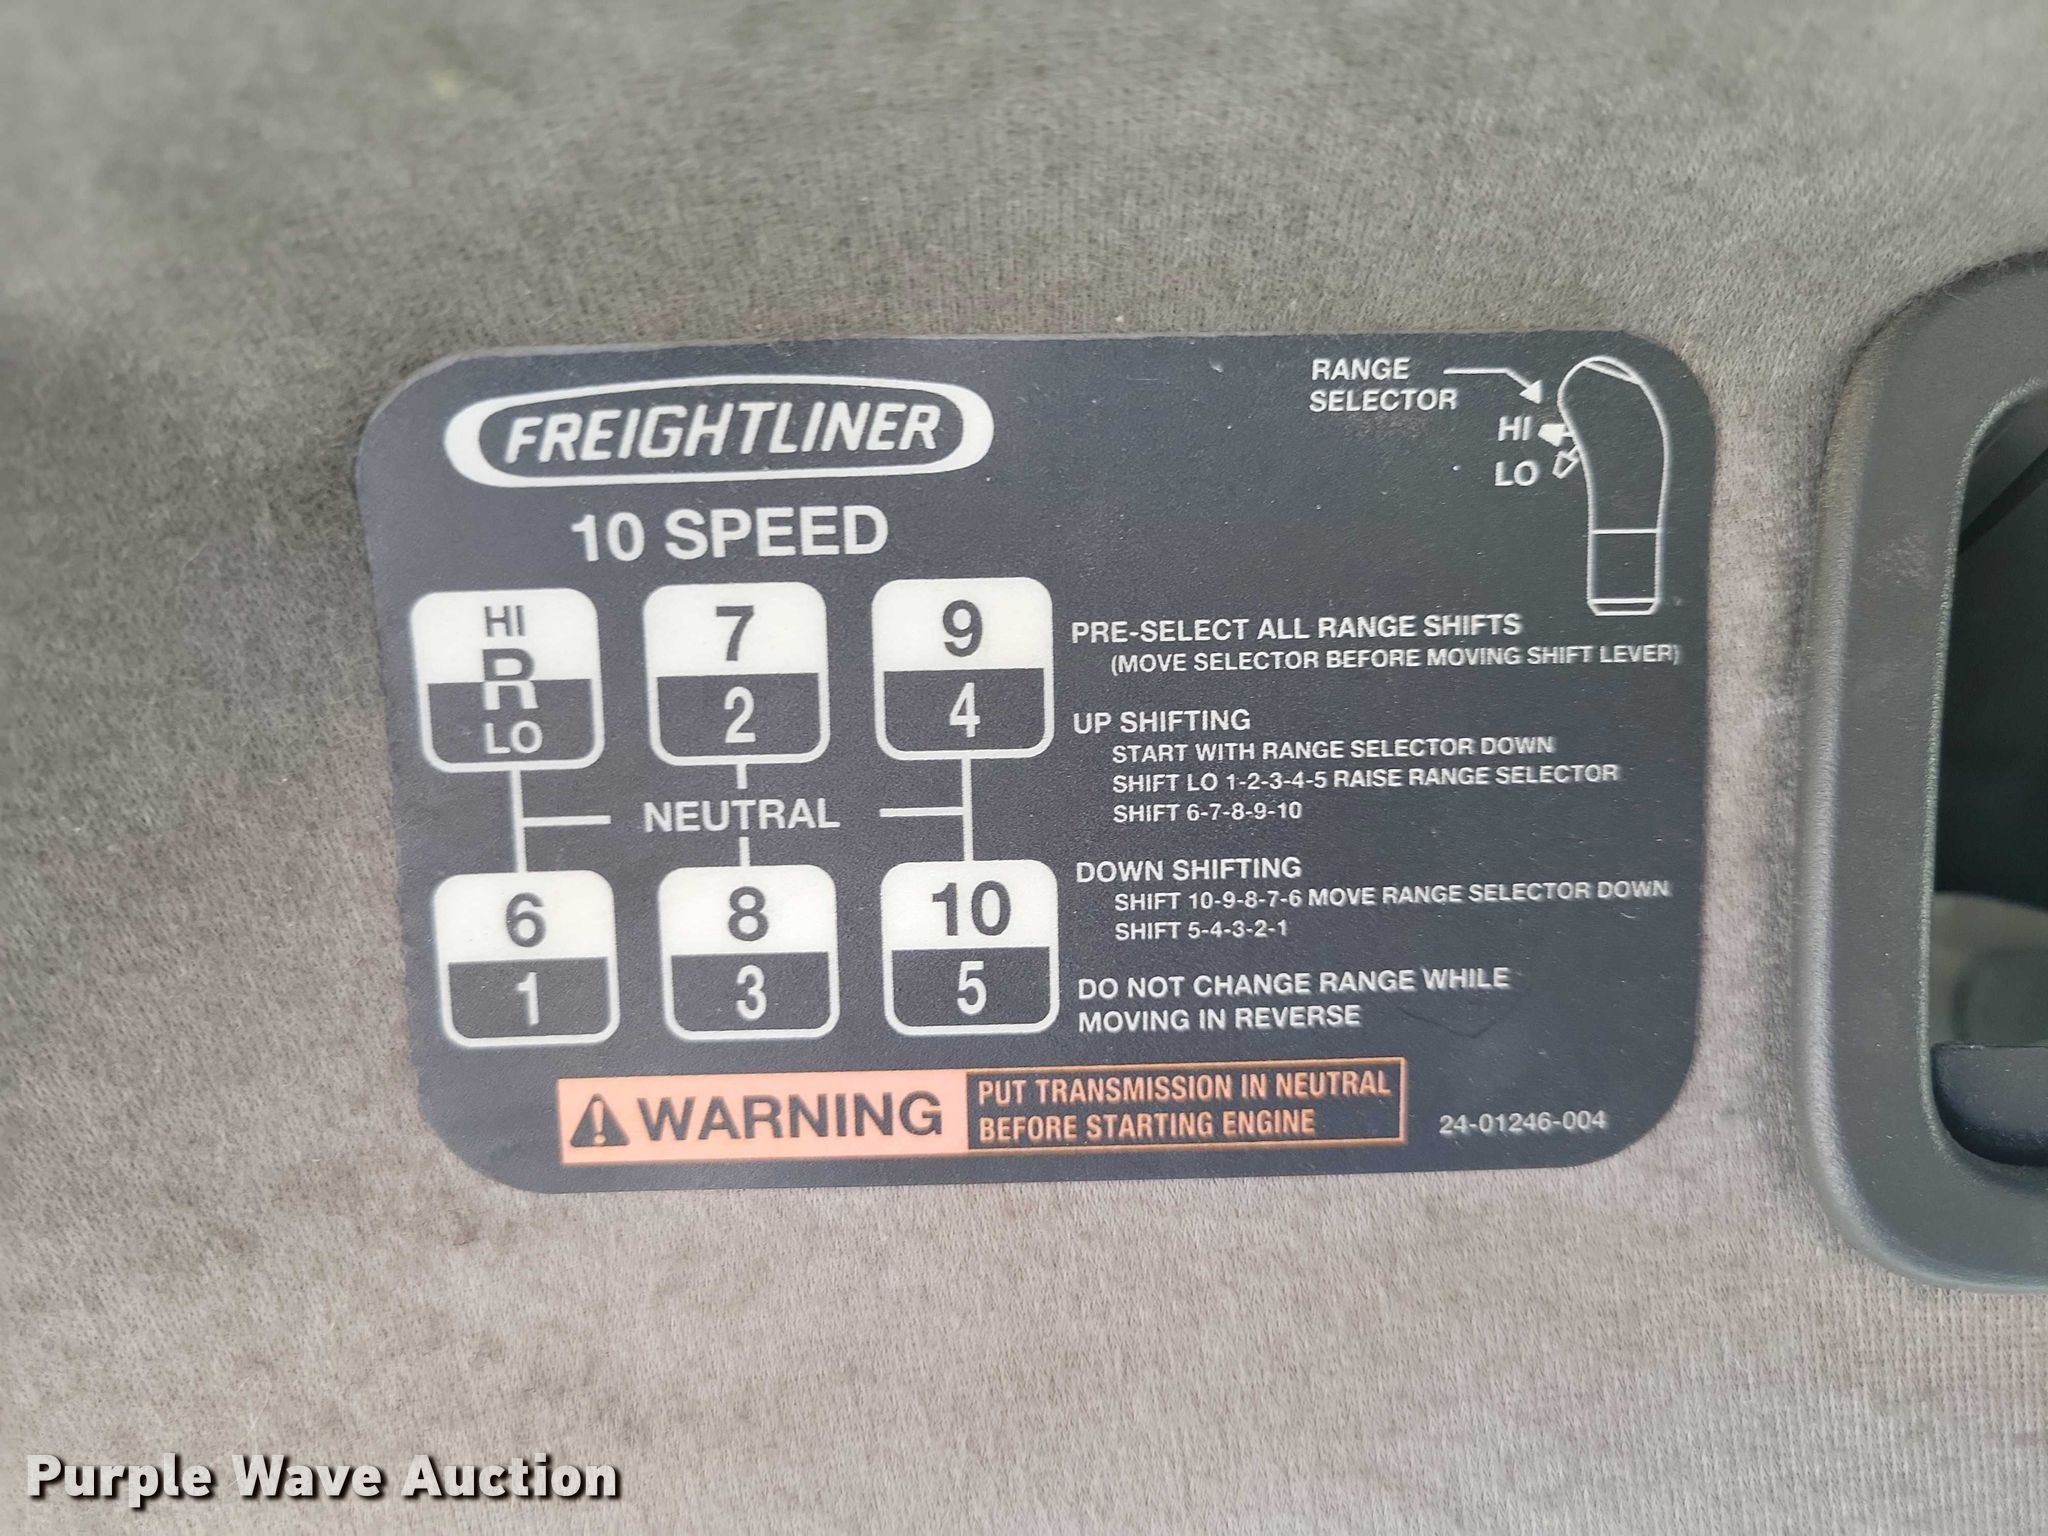 FREIGHTLINER
10 SPEED
RANGE
SELECTOR
HI
LO
HI
R
LO
7
2
9
4
NEUTRAL
6
1
8
3
10
5
PRE-SELECT ALL RANGE SHIFTS
(MOVE SELECTOR BEFORE MOVING SHIFT LEVER)
UP SHIFTING
START WITH RANGE SELECTOR DOWN
SHIFT LO 1-2-3-4-5 RAISE RANGE SELECTOR
SHIFT 6-7-8-9-10
DOWN SHIFTING
SHIFT 10-9-8-7-6 MOVE RANGE SELECTOR DOWN
SHIFT 5-4-3-2-1
DO NOT CHANGE RANGE WHILE
MOVING IN REVERSE
WARNING
PUT TRANSMISSION IN NEUTRAL
BEFORE STARTING ENGINE
24-01246-004
Purple Wave Auction